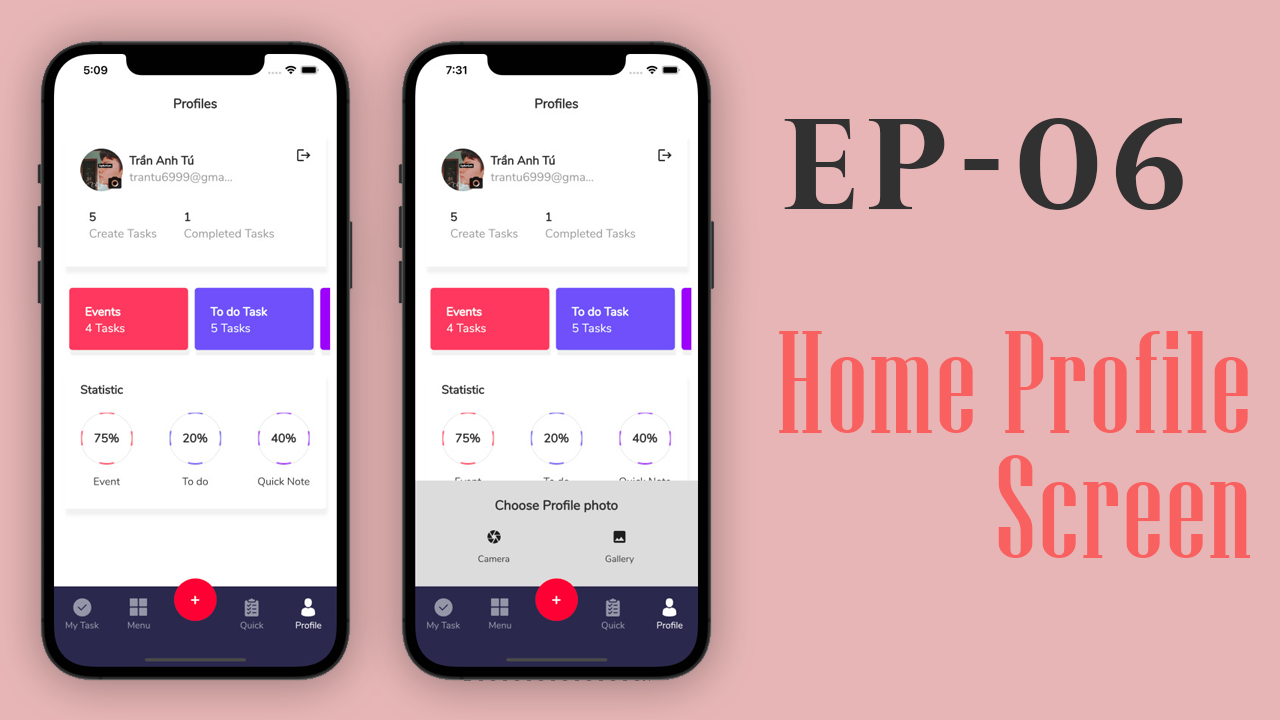 5:09
Profiles
Trần Anh Tú
trantu6999@gma...
5 1
Create Tasks Completed Tasks
Events To do Task
4 Tasks 5 Tasks
Statistic
75% 20% 40%
Event To do Quick Note
+
My Task Menu Quick Profile
7:31
Profiles
Trần Anh Tú
trantu6999@gma...
5 1
Create Tasks Completed Tasks
Events To do Task
4 Tasks 5 Tasks
Statistic
75% 20% 40%
Choose Profile photo
Camera Gallery
+
My Task Menu Quick Profile
EP-06
Home Profile
Screen